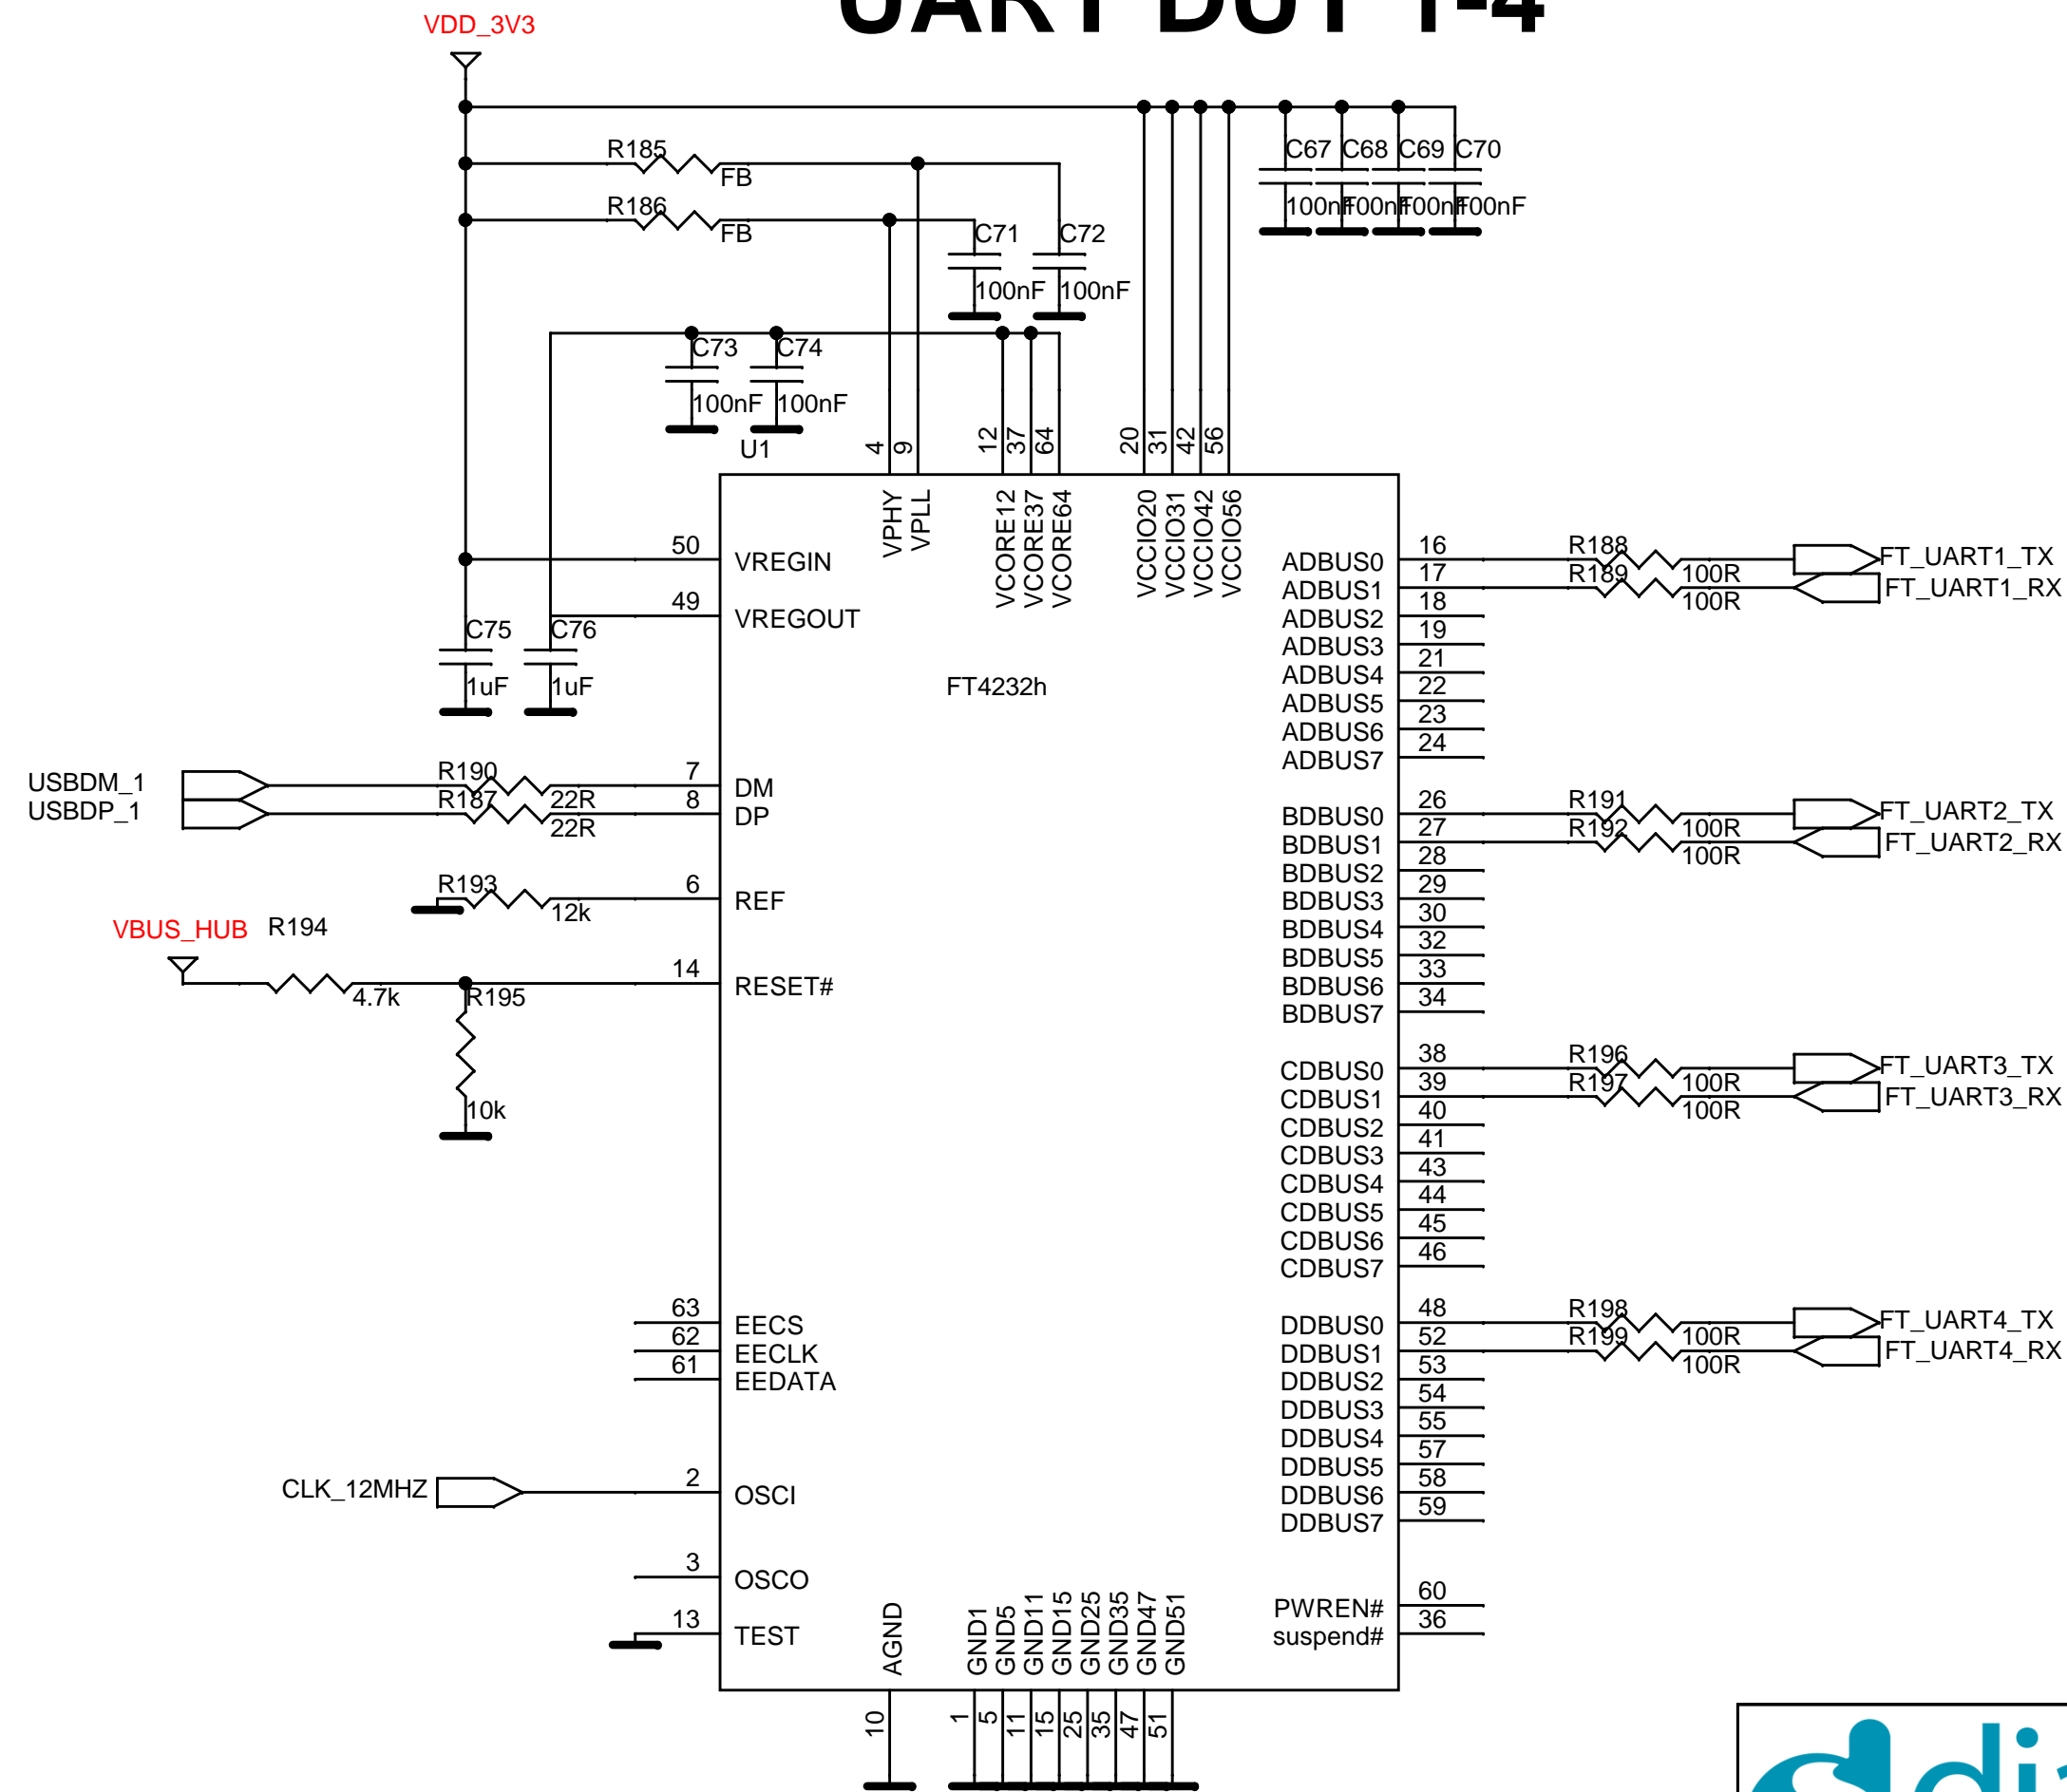 UART DUT 1-4
VDD_3V3
R185
FB
R186
FB
C67 C68 C69 C70
100nF 100nF 100nF 100nF
C71 C72
100nF 100nF
C73 C74
100nF 100nF
U1
4 9 12 37 64 20 31 42 56
VPHY VPLL VCORE12 VCORE37 VCORE64 VCCIO20 VCCIO31 VCCIO42 VCCIO56
50 VREGIN
49 VREGOUT
C75 C76
1uF 1uF
FT4232h
USBDM_1 R190 22R 7 DM
USBDP_1 R187 22R 8 DP
R193 12k 6 REF
VBUS_HUB R194 4.7k 14 RESET#
R195
10k
63 EECS
62 EECLK
61 EEDATA
CLK_12MHZ 2 OSCI
3 OSCO
13 TEST
ADBUS0 16 R188 100R FT_UART1_TX
ADBUS1 17 R189 100R FT_UART1_RX
ADBUS2 18
ADBUS3 19
ADBUS4 21
ADBUS5 22
ADBUS6 23
ADBUS7 24
BDBUS0 26 R191 100R FT_UART2_TX
BDBUS1 27 R192 100R FT_UART2_RX
BDBUS2 28
BDBUS3 29
BDBUS4 30
BDBUS5 32
BDBUS6 33
BDBUS7 34
CDBUS0 38 R196 100R FT_UART3_TX
CDBUS1 39 R197 100R FT_UART3_RX
CDBUS2 40
CDBUS3 41
CDBUS4 43
CDBUS5 44
CDBUS6 45
CDBUS7 46
DDBUS0 48 R198 100R FT_UART4_TX
DDBUS1 52 R199 100R FT_UART4_RX
DDBUS2 53
DDBUS3 54
DDBUS4 55
DDBUS5 57
DDBUS6 58
DDBUS7 59
PWREN# 60
suspend# 36
AGND GND1 GND5 GND11 GND15 GND25 GND35 GND47 GND51
10 1 5 11 15 25 35 47 51